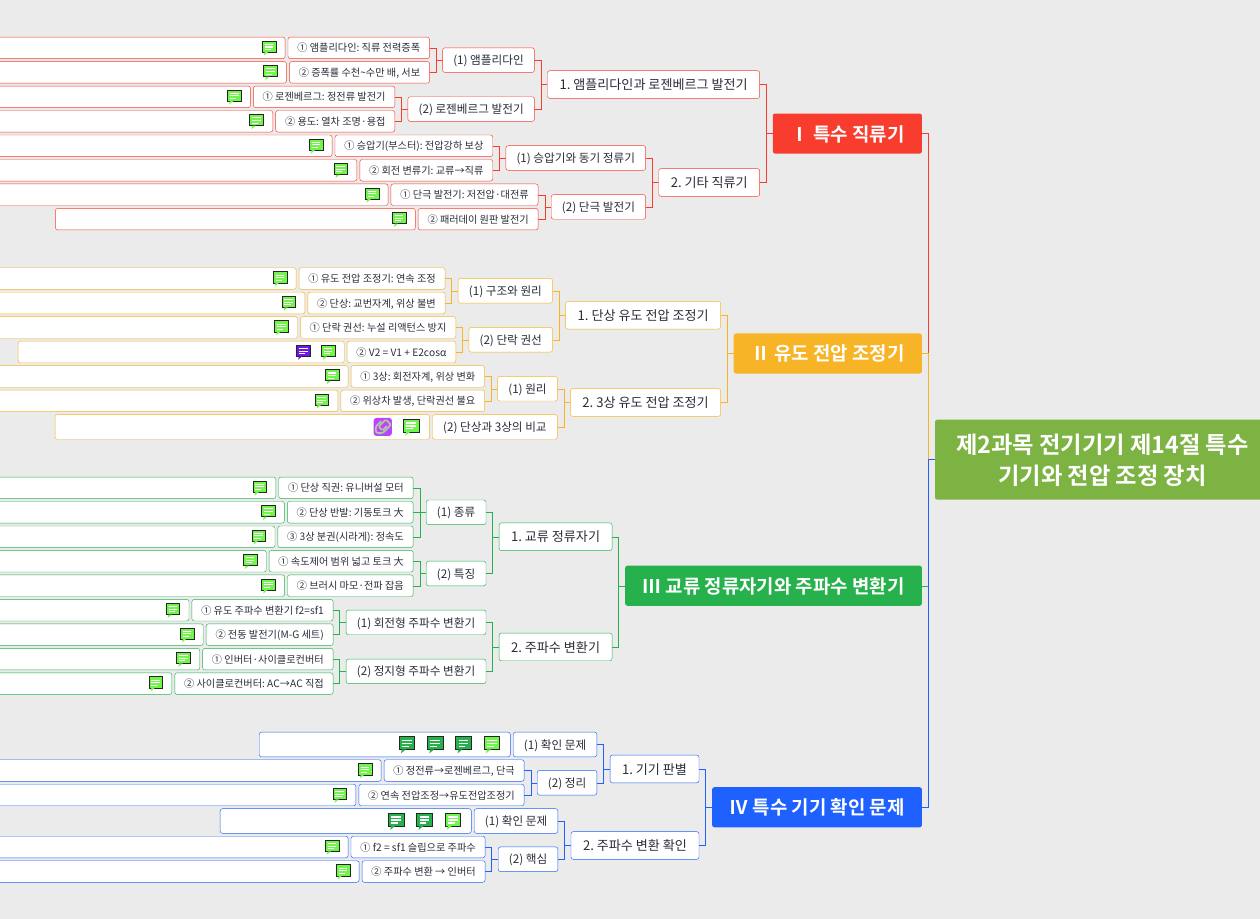 제2과목 전기기기 제14절 특수
기기와 전압 조정 장치
Ⅰ 특수 직류기
1. 앰플리다인과 로젠베르그 발전기
(1) 앰플리다인
① 앰플리다인: 직류 전력증폭
② 증폭률 수천~수만 배, 서보
(2) 로젠베르그 발전기
① 로젠베르그: 정전류 발전기
② 용도: 열차 조명·용접
2. 기타 직류기
(1) 승압기와 동기 정류기
① 승압기(부스터): 전압강하 보상
② 회전 변류기: 교류→직류
(2) 단극 발전기
① 단극 발전기: 저전압·대전류
② 패러데이 원판 발전기
II 유도 전압 조정기
1. 단상 유도 전압 조정기
(1) 구조와 원리
① 유도 전압 조정기: 연속 조정
② 단상: 교번자계, 위상 불변
(2) 단락 권선
① 단락 권선: 누설 리액턴스 방지
② V2 = V1 + E2cosα
2. 3상 유도 전압 조정기
(1) 원리
① 3상: 회전자계, 위상 변화
② 위상차 발생, 단락권선 불요
(2) 단상과 3상의 비교
III 교류 정류자기와 주파수 변환기
1. 교류 정류자기
(1) 종류
① 단상 직권: 유니버설 모터
② 단상 반발: 기동토크 大
③ 3상 분권(시라게): 정속도
(2) 특징
① 속도제어 범위 넓고 토크 大
② 브러시 마모·전파 잡음
2. 주파수 변환기
(1) 회전형 주파수 변환기
① 유도 주파수 변환기 f2=sf1
② 전동 발전기(M-G 세트)
(2) 정지형 주파수 변환기
① 인버터·사이클로컨버터
② 사이클로컨버터: AC→AC 직접
IV 특수 기기 확인 문제
1. 기기 판별
(1) 확인 문제
(2) 정리
① 정전류→로젠베르그, 단극
② 연속 전압조정→유도전압조정기
2. 주파수 변환 확인
(1) 확인 문제
(2) 핵심
① f2 = sf1 슬립으로 주파수
② 주파수 변환 → 인버터